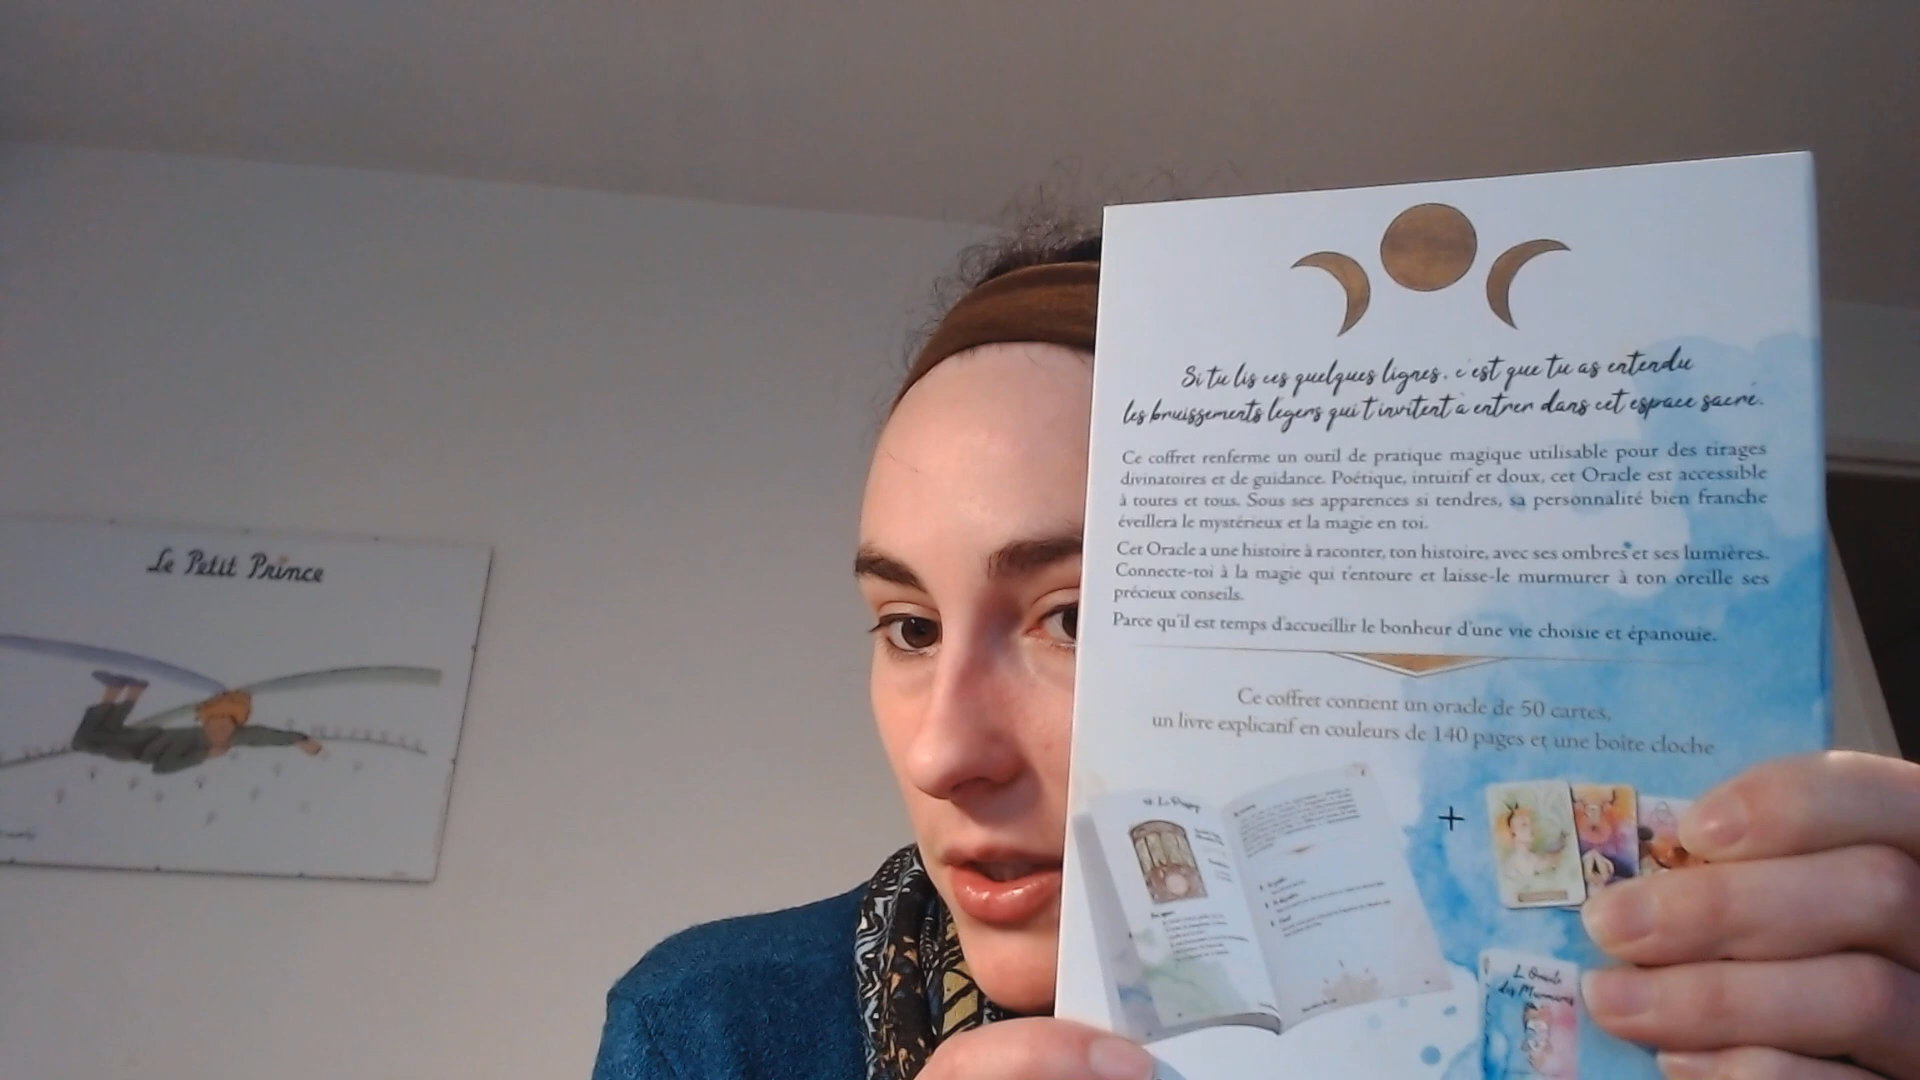 Le Petit Prince
Si tu lis ces quelques lignes, c'est que tu as entendu
les bruissements légers qui t'invitent à entrer dans cet espace sacré.
Ce coffret renferme un outil de pratique magique utilisable pour des tirages
divinatoires et de guidance. Poétique, intuitif et doux, cet Oracle est accessible
à toutes et tous. Sous ses apparences si tendres, sa personnalité bien franche
éveillera le mystérieux et la magie en toi.
Cet Oracle a une histoire à raconter, ton histoire, avec ses ombres et ses lumières.
Connecte-toi à la magie qui t'entoure et laisse-le murmurer à ton oreille ses
précieux conseils.
Parce qu'il est temps d'accueillir le bonheur d'une vie choisie et épanouie.
Ce coffret contient un oracle de 50 cartes,
un livre explicatif en couleurs de 140 pages et une boîte cloche
+